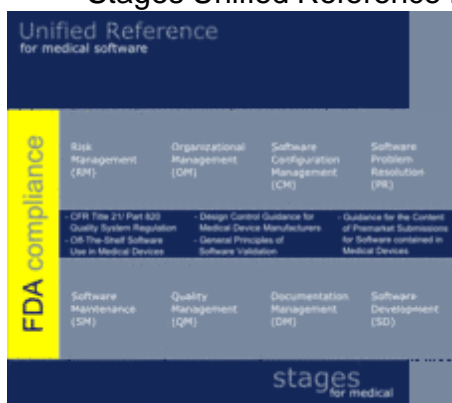 Stages Unified Reference
Unified Reference
for medical software
FDA compliance
Risk
Management
(RM)
Organizational
Management
(OM)
Software
Configuration
Management
(CM)
Software
Problem
Resolution
(PR)
- CFR Title 21/ Part 820
Quality System Regulation
- Off-The-Shelf Software
Use in Medical Devices
- Design Control Guidance for
Medical Device Manufacturers
- General Principles of
Software Validation
- Guidance for the Content
of Premarket Submissions
for Software contained in
Medical Devices
Software
Maintenance
(SM)
Quality
Management
(QM)
Documentation
Management
(DM)
Software
Development
(SD)
stages
for medical